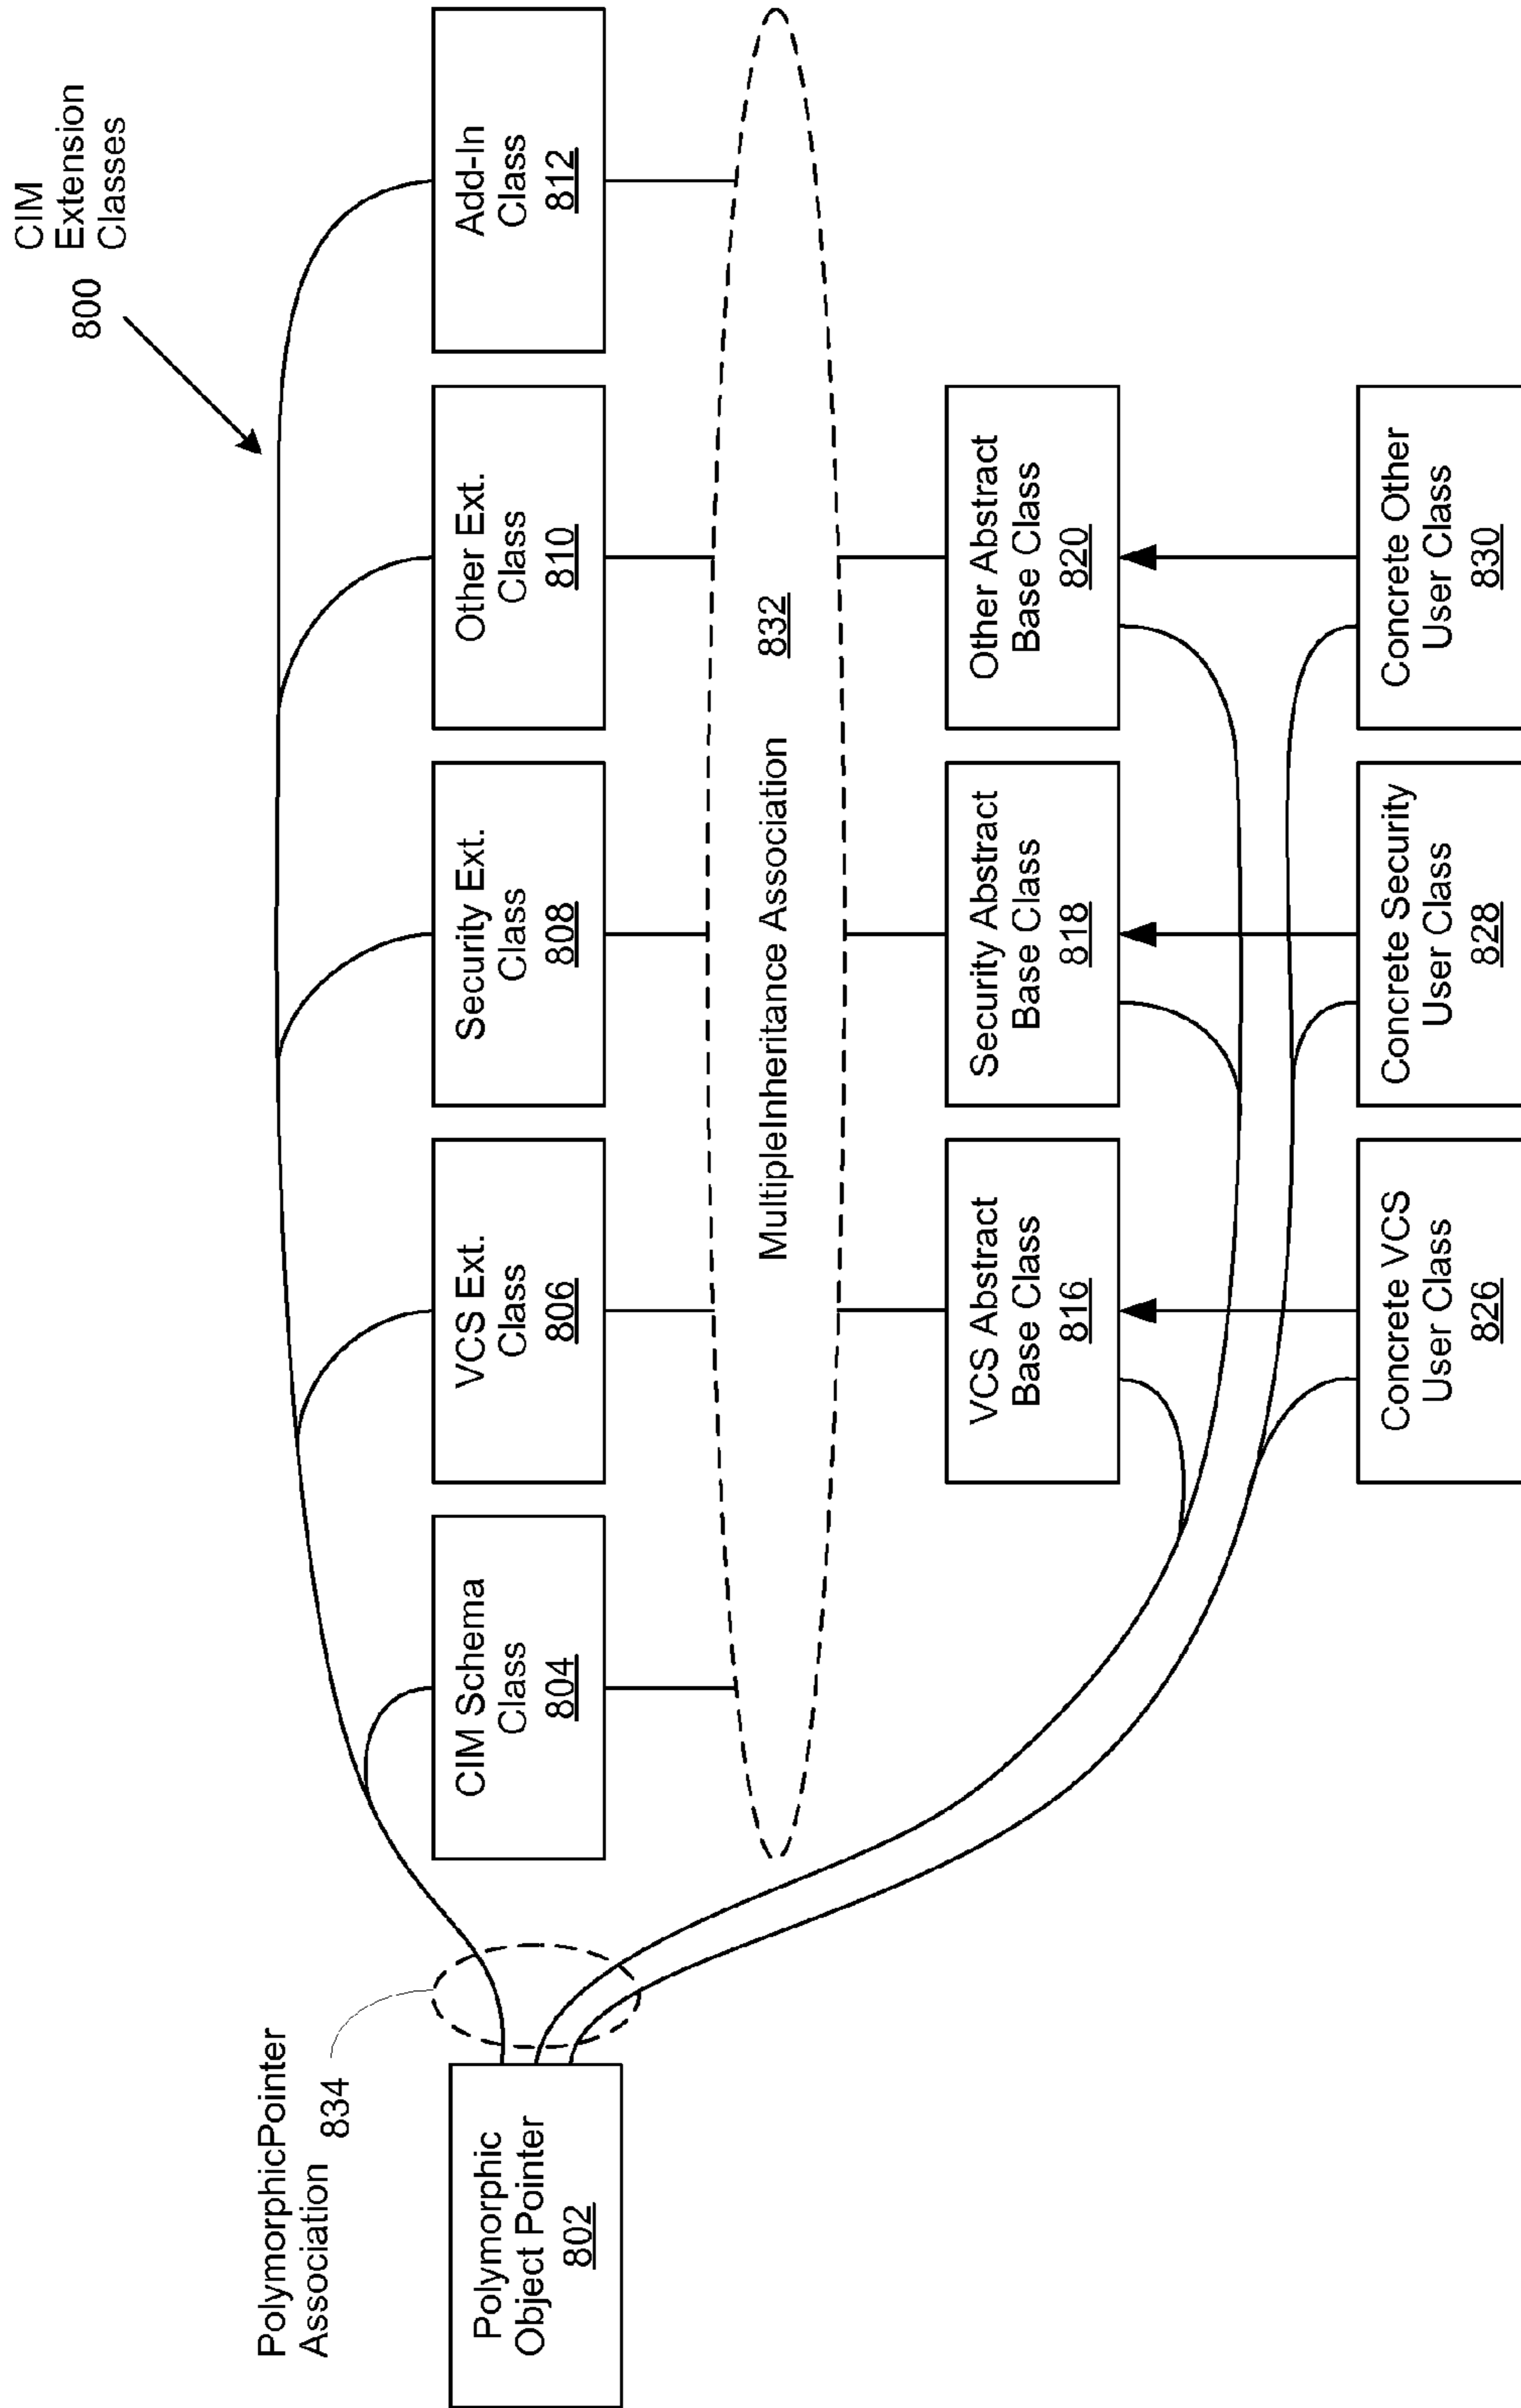 CIM
Extension
Classes
800
PolymorphicPointer
Association 834
Polymorphic
Object Pointer
802
CIM Schema
Class
804
VCS Ext.
Class
806
Security Ext.
Class
808
Other Ext.
Class
810
Add-In
Class
812
MultipleInheritance Association 832
VCS Abstract
Base Class
816
Security Abstract
Base Class
818
Other Abstract
Base Class
820
Concrete VCS
User Class
826
Concrete Security
User Class
828
Concrete Other
User Class
830